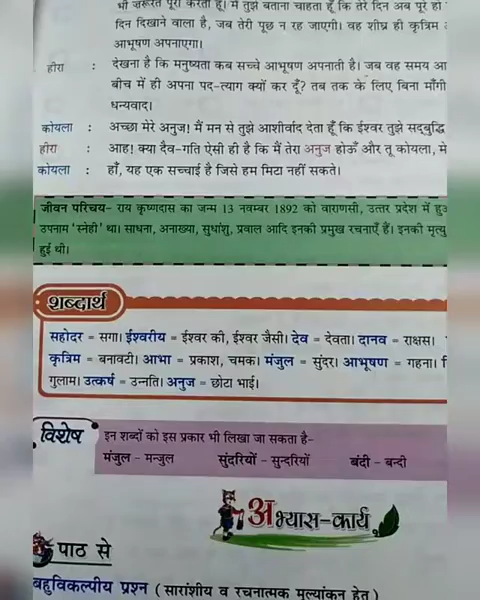 भी जरूरत पूरी करता हूँ। मैं तुझे बताना चाहता हूँ कि तेरे दिन अब पूरे हो
दिन दिखाने वाला है, जब तेरी पूछ न रह जाएगी। वह शीघ्र ही कृत्रिम
आभूषण अपनाएगा।
हीरा : देखना है कि मनुष्यता कब सच्चे आभूषण अपनाती है। जब वह समय आ
बीच में ही अपना पद-त्याग क्यों कर दूँ? तब तक के लिए बिना माँगी
धन्यवाद।
कोयला : अच्छा मेरे अनुज! मैं मन से तुझे आशीर्वाद देता हूँ कि ईश्वर तुझे सद्बुद्धि
हीरा : आह! क्या दैव-गति ऐसी ही है कि मैं तेरा अनुज होऊँ और तू कोयला, मे
कोयला : हाँ, यह एक सच्चाई है जिसे हम मिटा नहीं सकते।
जीवन परिचय– राय कृष्णदास का जन्म 13 नवम्बर 1892 को वाराणसी, उत्तर प्रदेश में हुअ
उपनाम 'स्नेही' था। साधना, अनाख्या, सुधांशु, प्रवाल आदि इनकी प्रमुख रचनाएँ हैं। इनकी मृत्यु
हुई थी।
शब्दार्थ
सहोदर = सगा। ईश्वरीय = ईश्वर की, ईश्वर जैसी। देव = देवता। दानव = राक्षस।
कृत्रिम = बनावटी। आभा = प्रकाश, चमक। मंजुल = सुंदर। आभूषण = गहना।
गुलाम। उत्कर्ष = उन्नति। अनुज = छोटा भाई।
विशेष इन शब्दों को इस प्रकार भी लिखा जा सकता है–
मंजुल – मन्जुल सुंदरियों – सुन्दरियों बंदी – बन्दी
अभ्यास-कार्य
पाठ से
बहुविकल्पीय प्रश्न (सारांशीय व रचनात्मक मूल्यांकन हेतु)